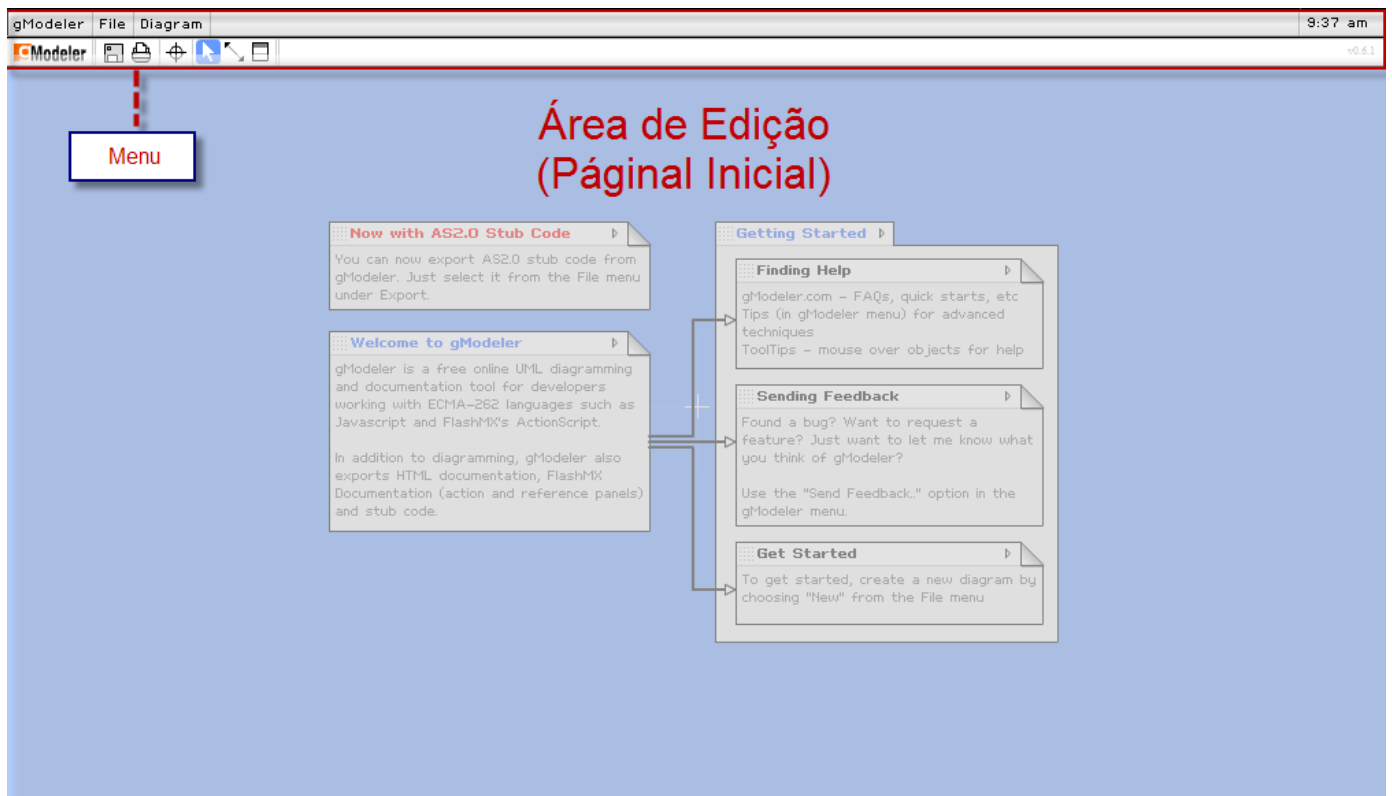 gModeler File Diagram 9:37 am
gModeler v0.6.1
Menu
Área de Edição
(Páginal Inicial)
Now with AS2.0 Stub Code
You can now export AS2.0 stub code from
gModeler. Just select it from the File menu
under Export.
Welcome to gModeler
gModeler is a free online UML diagramming
and documentation tool for developers
working with ECMA-262 languages such as
Javascript and FlashMX's ActionScript.
In addition to diagramming, gModeler also
exports HTML documentation, FlashMX
Documentation (action and reference panels)
and stub code.
Getting Started
Finding Help
gModeler.com - FAQs, quick starts, etc
Tips (in gModeler menu) for advanced
techniques
ToolTips - mouse over objects for help
Sending Feedback
Found a bug? Want to request a
feature? Just want to let me know what
you think of gModeler?
Use the "Send Feedback.." option in the
gModeler menu.
Get Started
To get started, create a new diagram by
choosing "New" from the File menu